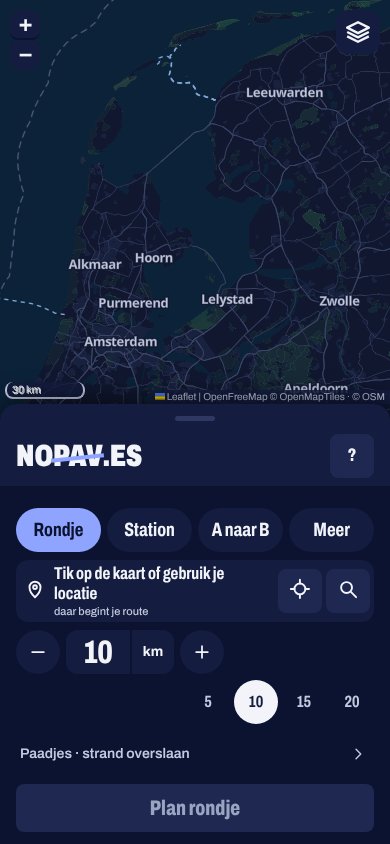 +
−
Leeuwarden
Hoorn
Alkmaar
Purmerend
Lelystad
Zwolle
Amsterdam
Apeldoorn
30 km
Leaflet | OpenFreeMap © OpenMapTiles · © OSM
NOPAV.ES
?
Rondje
Station
A naar B
Meer
Tik op de kaart of gebruik je
locatie
daar begint je route
− 10 km +
5 10 15 20
Paadjes · strand overslaan
Plan rondje